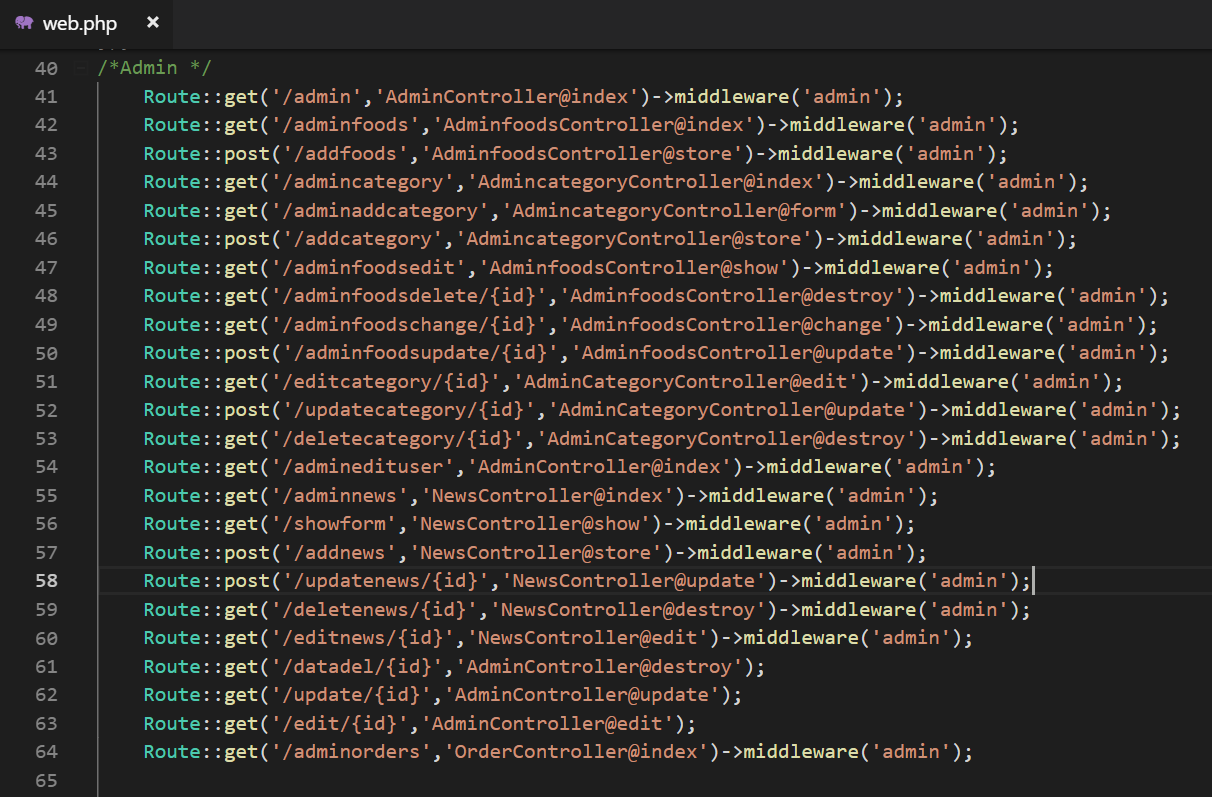 web.php ×
40 /*Admin */
41 Route::get('/admin','AdminController@index')->middleware('admin');
42 Route::get('/adminfoods','AdminfoodsController@index')->middleware('admin');
43 Route::post('/addfoods','AdminfoodsController@store')->middleware('admin');
44 Route::get('/admincategory','AdmincategoryController@index')->middleware('admin');
45 Route::get('/adminaddcategory','AdmincategoryController@form')->middleware('admin');
46 Route::post('/addcategory','AdmincategoryController@store')->middleware('admin');
47 Route::get('/adminfoodsedit','AdminfoodsController@show')->middleware('admin');
48 Route::get('/adminfoodsdelete/{id}','AdminfoodsController@destroy')->middleware('admin');
49 Route::get('/adminfoodschange/{id}','AdminfoodsController@change')->middleware('admin');
50 Route::post('/adminfoodsupdate/{id}','AdminfoodsController@update')->middleware('admin');
51 Route::get('/editcategory/{id}','AdminCategoryController@edit')->middleware('admin');
52 Route::post('/updatecategory/{id}','AdminCategoryController@update')->middleware('admin');
53 Route::get('/deletecategory/{id}','AdminCategoryController@destroy')->middleware('admin');
54 Route::get('/adminedituser','AdminController@index')->middleware('admin');
55 Route::get('/adminnews','NewsController@index')->middleware('admin');
56 Route::get('/showform','NewsController@show')->middleware('admin');
57 Route::post('/addnews','NewsController@store')->middleware('admin');
58 Route::post('/updatenews/{id}','NewsController@update')->middleware('admin');
59 Route::get('/deletenews/{id}','NewsController@destroy')->middleware('admin');
60 Route::get('/editnews/{id}','NewsController@edit')->middleware('admin');
61 Route::get('/datadel/{id}','AdminController@destroy');
62 Route::get('/update/{id}','AdminController@update');
63 Route::get('/edit/{id}','AdminController@edit');
64 Route::get('/adminorders','OrderController@index')->middleware('admin');
65